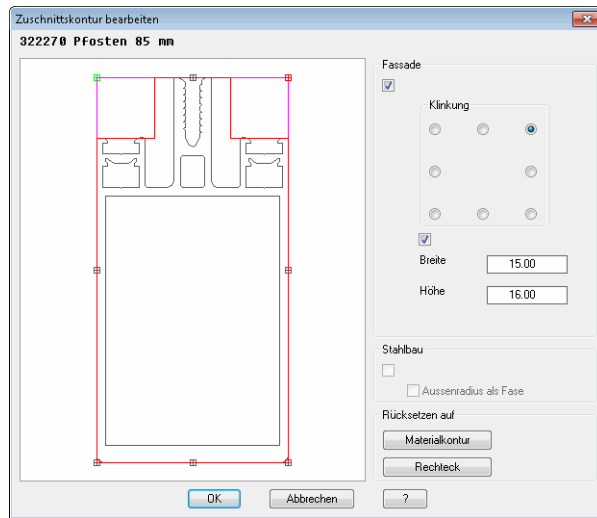 Zuschnittskontur bearbeiten
322270 Pfosten 85 mm
Fassade
Klinkung
Breite 15.00
Höhe 16.00
Stahlbau
Aussenradius als Fase
Rücksetzen auf
Materialkontur
Rechteck
OK Abbrechen ?